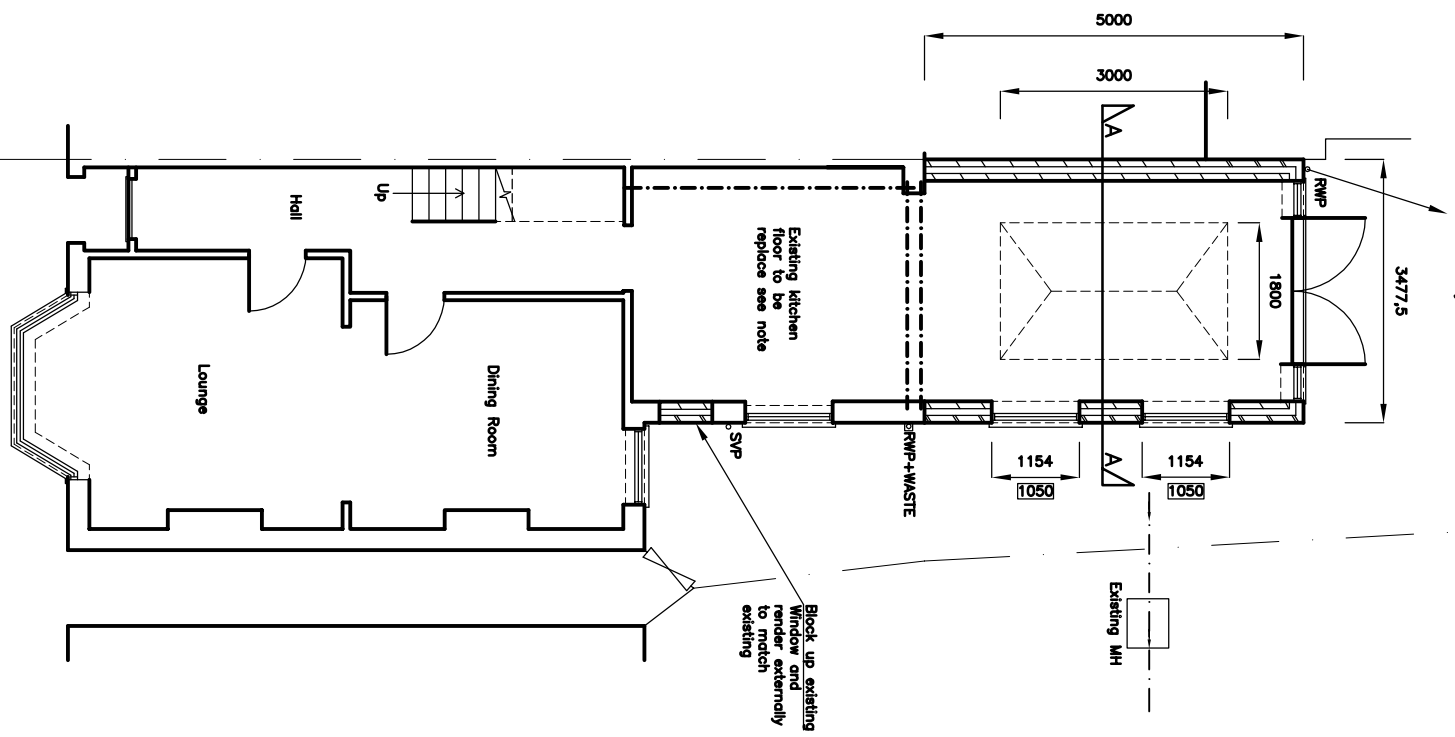 5000
3000
A
RWP
3477,5
Up
Hall
Existing kitchen
floor to be
replace see note
1800
Lounge
Dining Room
SVP
RWP+WASTE
A
1154
1050
1154
1050
Existing MH
Block up existing
Window and
render externally
to match
existing